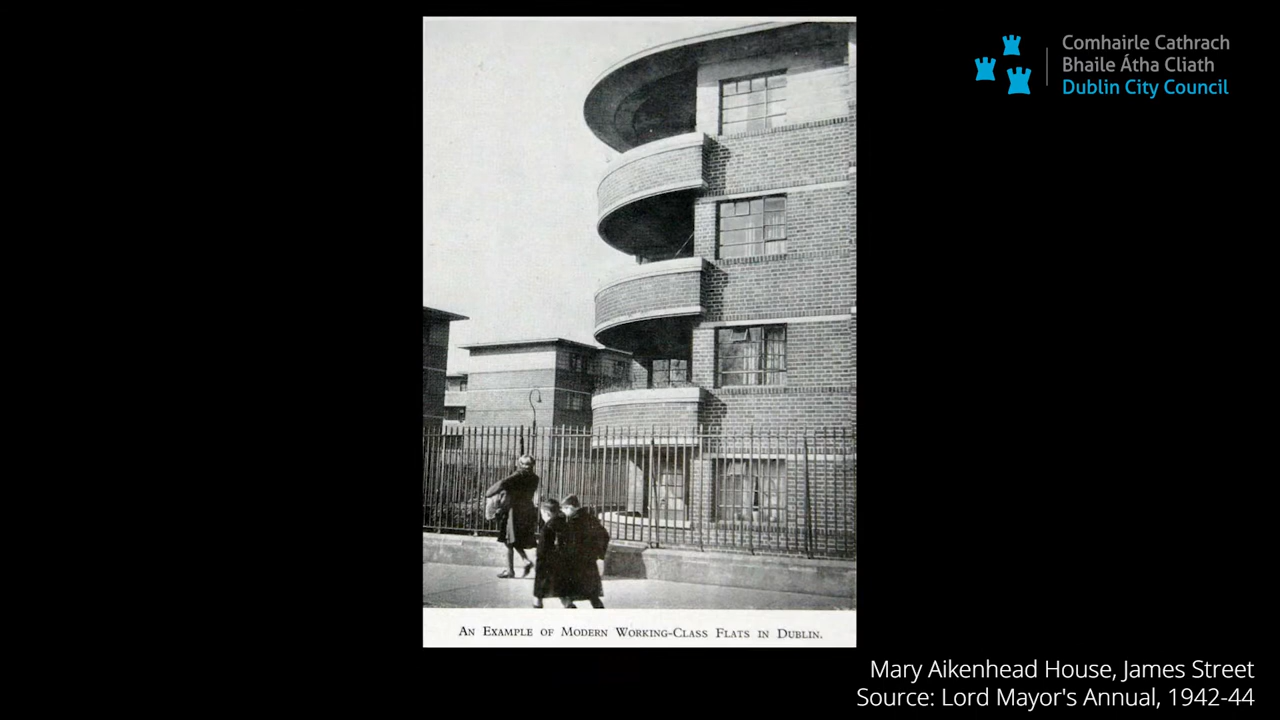 Comhairle Cathrach
Bhaile Átha Cliath
Dublin City Council
An Example of Modern Working-Class Flats in Dublin.
Mary Aikenhead House, James Street
Source: Lord Mayor's Annual, 1942-44